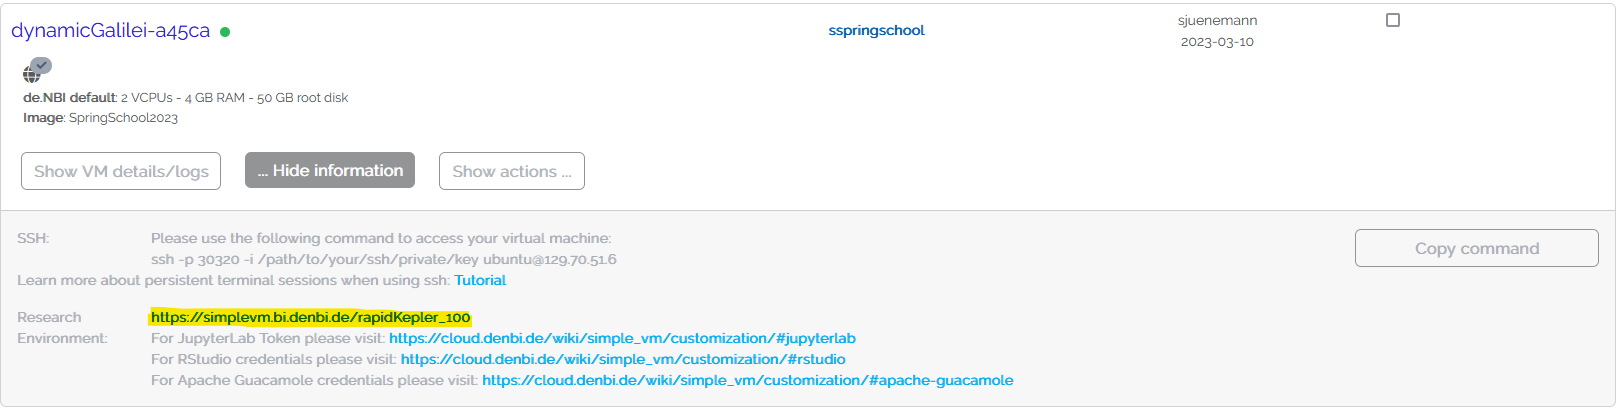 dynamicGalilei-a45ca
sspringschool
sjuenemann
2023-03-10
de.NBI default: 2 VCPUs - 4 GB RAM - 50 GB root disk
Image: SpringSchool2023
Show VM details/logs
... Hide information
Show actions ...
SSH: Please use the following command to access your virtual machine:
ssh -p 30320 -i /path/to/your/ssh/private/key ubuntu@129.70.51.6
Copy command
Learn more about persistent terminal sessions when using ssh: Tutorial
Research https://simplevm.bi.denbi.de/rapidKepler_100
Environment: For JupyterLab Token please visit: https://cloud.denbi.de/wiki/simple_vm/customization/#jupyterlab
For RStudio credentials please visit: https://cloud.denbi.de/wiki/simple_vm/customization/#rstudio
For Apache Guacamole credentials please visit: https://cloud.denbi.de/wiki/simple_vm/customization/#apache-guacamole